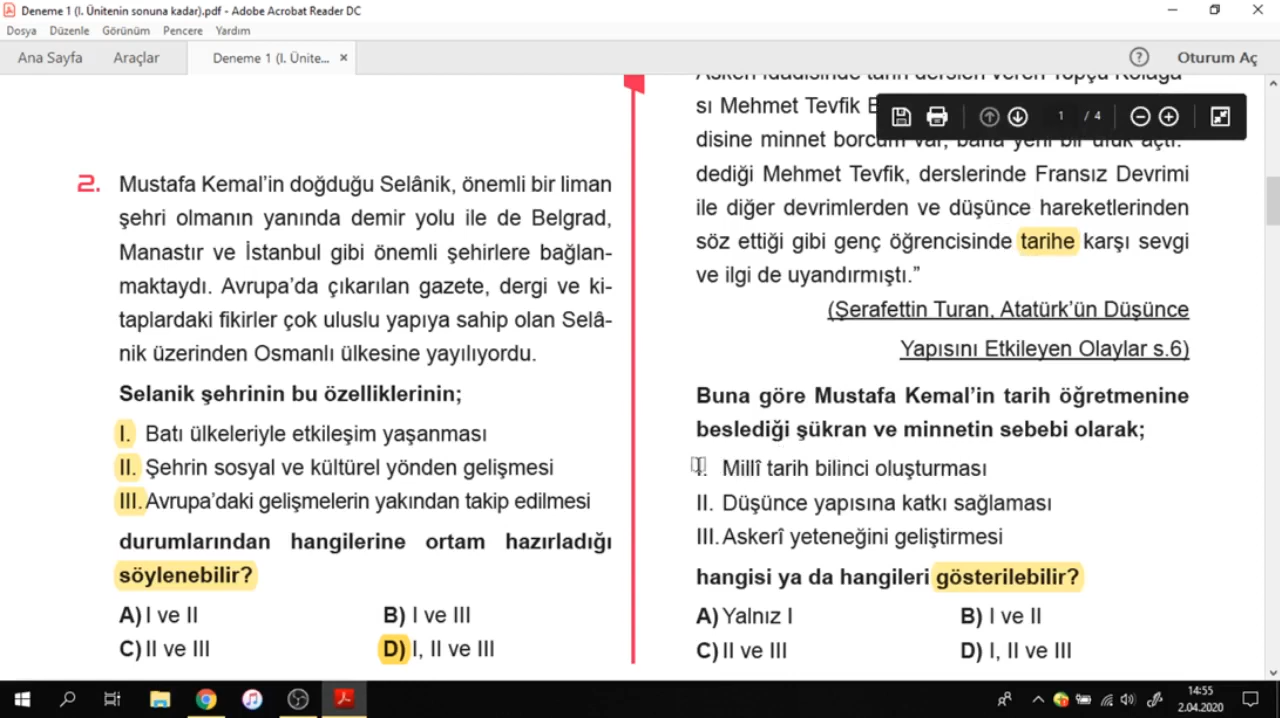 Deneme 1 (I. Ünitenin sonuna kadar).pdf - Adobe Acrobat Reader DC
Dosya Düzenle Görünüm Pencere Yardım
Ana Sayfa Araçlar Deneme 1 (I. Ünite... × ? Oturum Aç
2. Mustafa Kemal'in doğduğu Selânik, önemli bir liman
şehri olmanın yanında demir yolu ile de Belgrad,
Manastır ve İstanbul gibi önemli şehirlere bağlan-
maktaydı. Avrupa'da çıkarılan gazete, dergi ve ki-
taplardaki fikirler çok uluslu yapıya sahip olan Selâ-
nik üzerinden Osmanlı ülkesine yayılıyordu.
Selanik şehrinin bu özelliklerinin;
I. Batı ülkeleriyle etkileşim yaşanması
II. Şehrin sosyal ve kültürel yönden gelişmesi
III. Avrupa'daki gelişmelerin yakından takip edilmesi
durumlarından hangilerine ortam hazırladığı
söylenebilir?
A) I ve II B) I ve III
C) II ve III D) I, II ve III
Askerî İdadisinde tarih dersleri veren Topçu Kolağa
sı Mehmet Tevfik
1 / 4
disine minnet borcum var, bana yeni bir ufuk açtı.
dediği Mehmet Tevfik, derslerinde Fransız Devrimi
ile diğer devrimlerden ve düşünce hareketlerinden
söz ettiği gibi genç öğrencisinde tarihe karşı sevgi
ve ilgi de uyandırmıştı."
(Şerafettin Turan, Atatürk'ün Düşünce
Yapısını Etkileyen Olaylar s.6)
Buna göre Mustafa Kemal'in tarih öğretmenine
beslediği şükran ve minnetin sebebi olarak;
I. Millî tarih bilinci oluşturması
II. Düşünce yapısına katkı sağlaması
III. Askerî yeteneğini geliştirmesi
hangisi ya da hangileri gösterilebilir?
A) Yalnız I B) I ve II
C) II ve III D) I, II ve III
14:55
2.04.2020